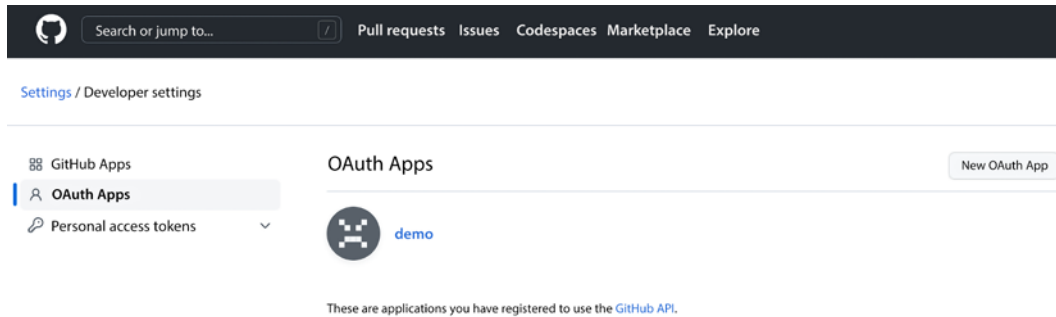 Search or jump to... / Pull requests Issues Codespaces Marketplace Explore
Settings / Developer settings
GitHub Apps
OAuth Apps
Personal access tokens
OAuth Apps
New OAuth App
demo
These are applications you have registered to use the GitHub API.